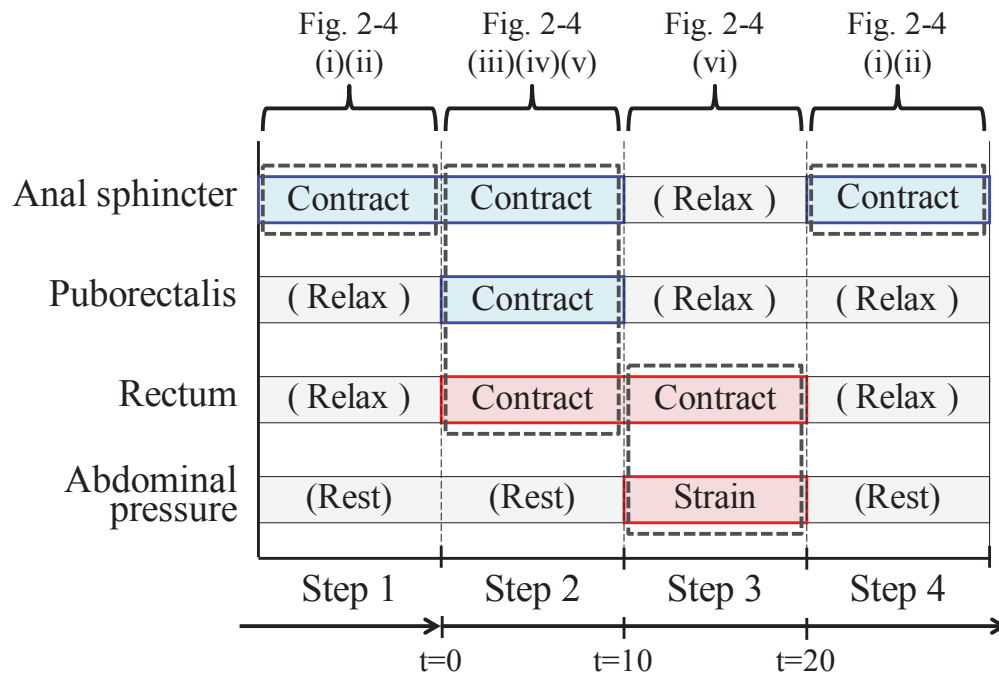 Fig. 2-4 Fig. 2-4 Fig. 2-4 Fig. 2-4
(i)(ii) (iii)(iv)(v) (vi) (i)(ii)
Anal sphincter Contract Contract ( Relax ) Contract
Puborectalis ( Relax ) Contract ( Relax ) ( Relax )
Rectum ( Relax ) Contract Contract ( Relax )
Abdominal
pressure (Rest) (Rest) Strain (Rest)
Step 1 Step 2 Step 3 Step 4
t=0 t=10 t=20